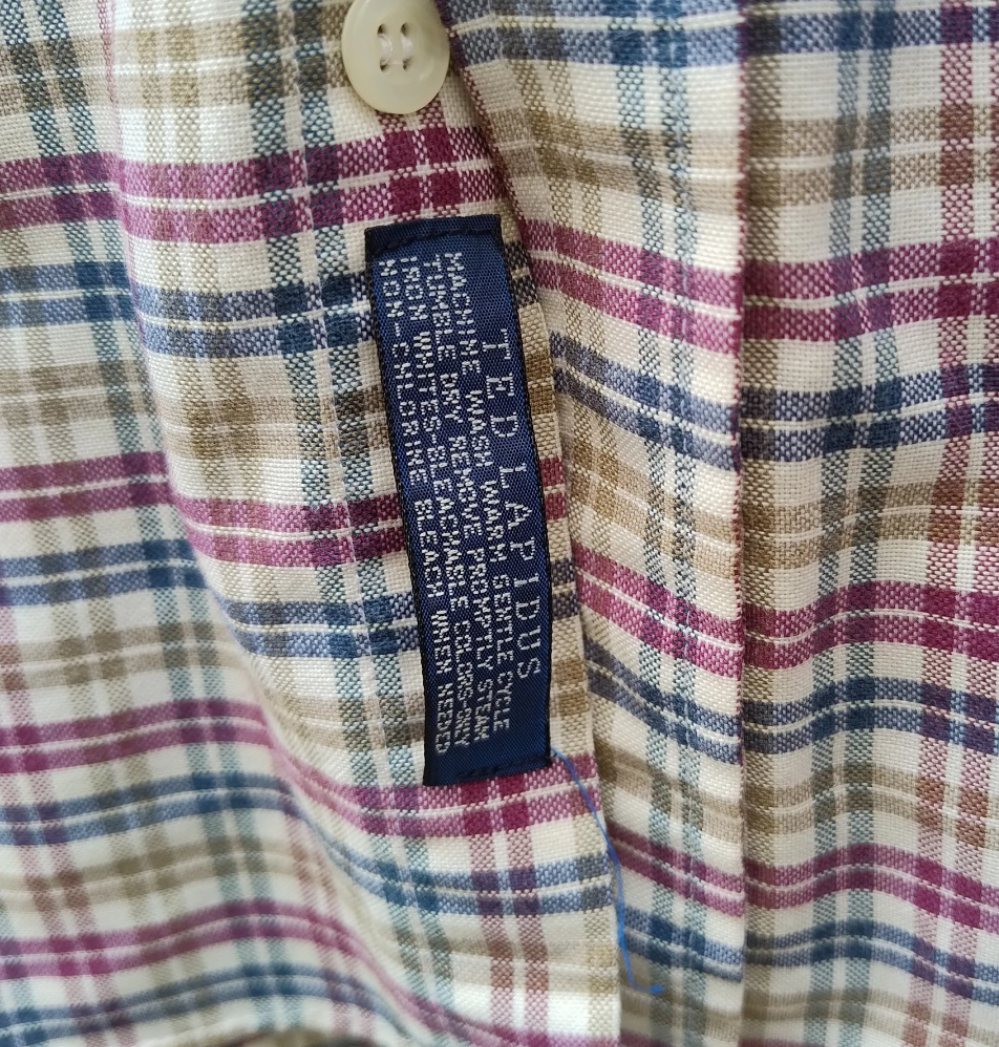 TED LAPIDUS
MACHINE WASH WARM GENTLE CYCLE
TUMBLE DRY REMOVE PROMPTLY STEAM
IRON WHITES-BLEACHABLE COLORS-ONLY
NON-CHLORINE BLEACH WHEN NEEDED